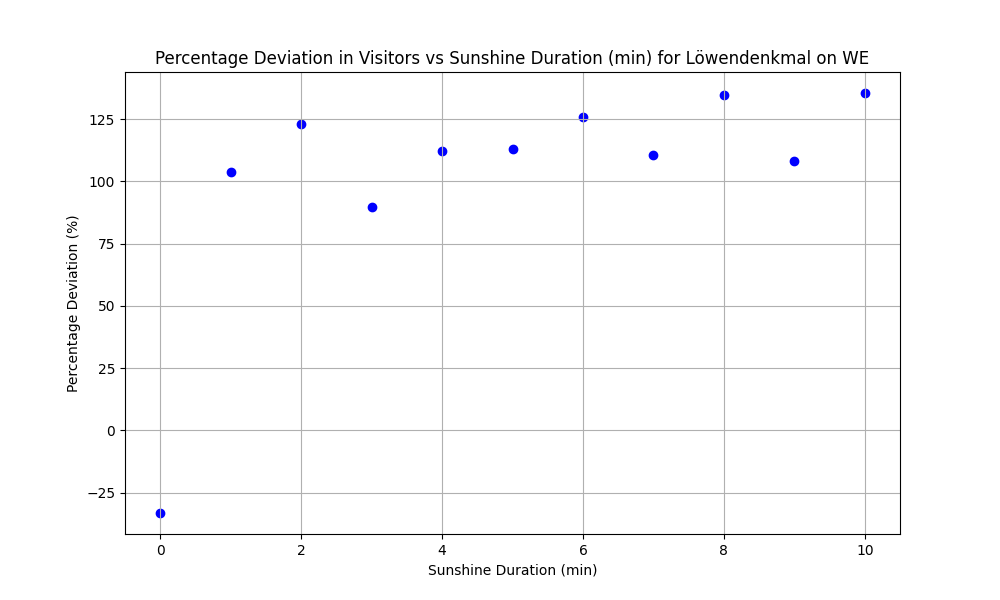 Percentage Deviation in Visitors vs Sunshine Duration (min) for Löwendenkmal on WE
125
100
75
50
25
0
−25
Percentage Deviation (%)
0 2 4 6 8 10
Sunshine Duration (min)